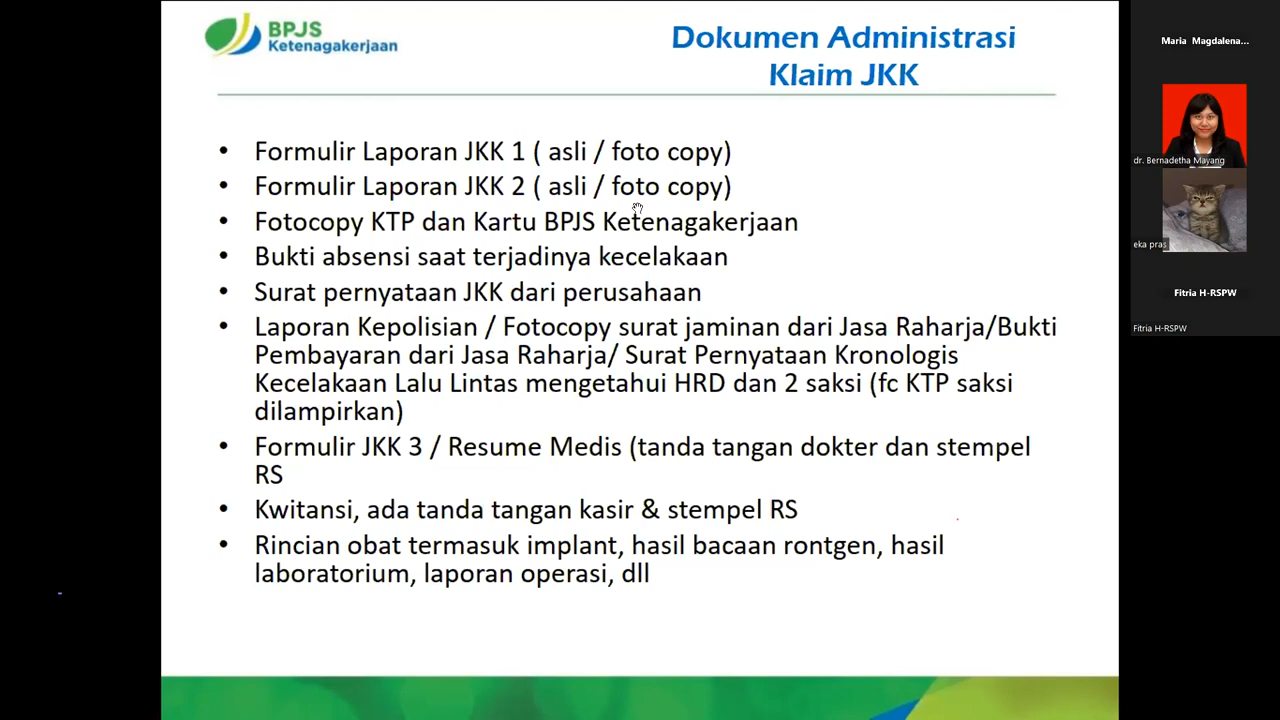 BPJS
Ketenagakerjaan
Dokumen Administrasi
Klaim JKK
• Formulir Laporan JKK 1 ( asli / foto copy)
• Formulir Laporan JKK 2 ( asli / foto copy)
• Fotocopy KTP dan Kartu BPJS Ketenagakerjaan
• Bukti absensi saat terjadinya kecelakaan
• Surat pernyataan JKK dari perusahaan
• Laporan Kepolisian / Fotocopy surat jaminan dari Jasa Raharja/Bukti
Pembayaran dari Jasa Raharja/ Surat Pernyataan Kronologis
Kecelakaan Lalu Lintas mengetahui HRD dan 2 saksi (fc KTP saksi
dilampirkan)
• Formulir JKK 3 / Resume Medis (tanda tangan dokter dan stempel
RS
• Kwitansi, ada tanda tangan kasir & stempel RS
• Rincian obat termasuk implant, hasil bacaan rontgen, hasil
laboratorium, laporan operasi, dll
Maria Magdalena...
dr. Bernadetha Mayang
eka pras
Fitria H-RSPW
Fitria H-RSPW